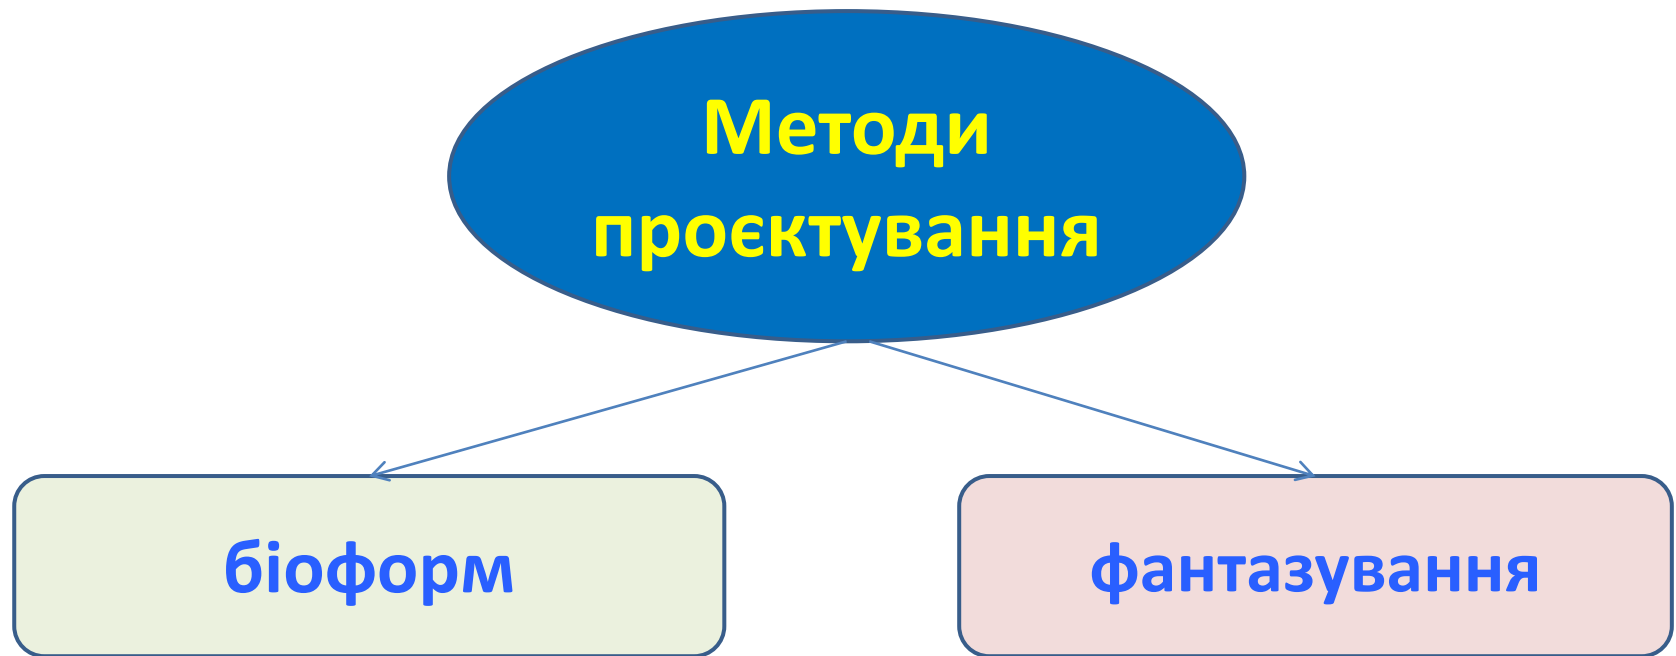 Методи
проєктування
біоформ
фантазування